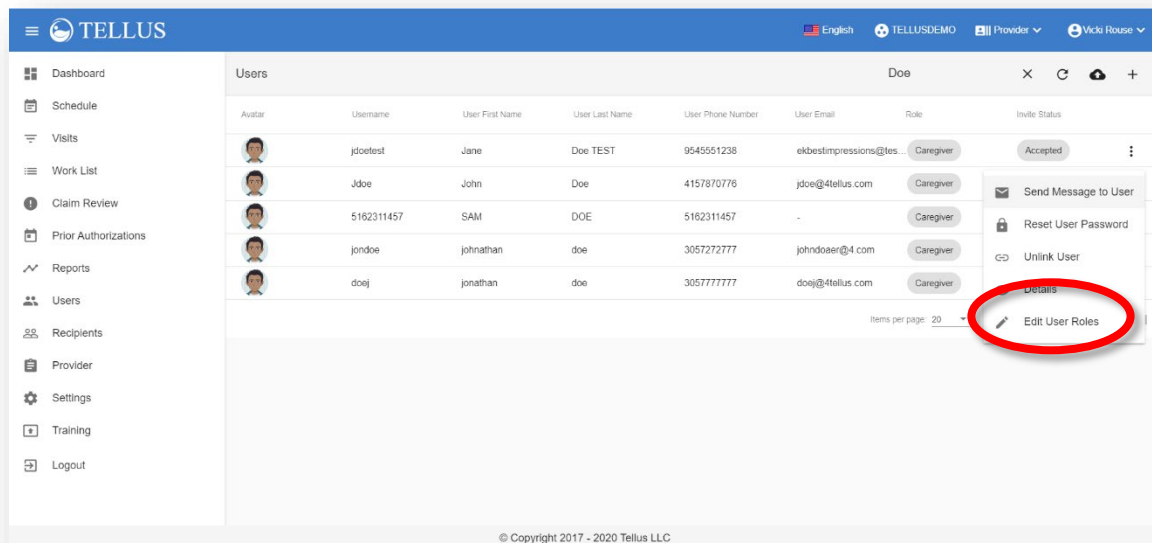 TELLUS
English TELLUSDEMO Provider Vicki Rouse
Dashboard
Schedule
Visits
Work List
Claim Review
Prior Authorizations
Reports
Users
Recipients
Provider
Settings
Training
Logout
Users Doe
Avatar Username User First Name User Last Name User Phone Number User Email Role Invite Status
jdoetest Jane Doe TEST 9545551238 ekbestimpressions@tes... Caregiver Accepted
Jdoe John Doe 4157870776 jdoe@4tellus.com Caregiver
5162311457 SAM DOE 5162311457 - Caregiver
jondoe johnathan doe 3057272777 johndoaer@4.com Caregiver
doej jonathan doe 3057777777 doej@4tellus.com Caregiver
Items per page: 20
Send Message to User
Reset User Password
Unlink User
Details
Edit User Roles
© Copyright 2017 - 2020 Tellus LLC